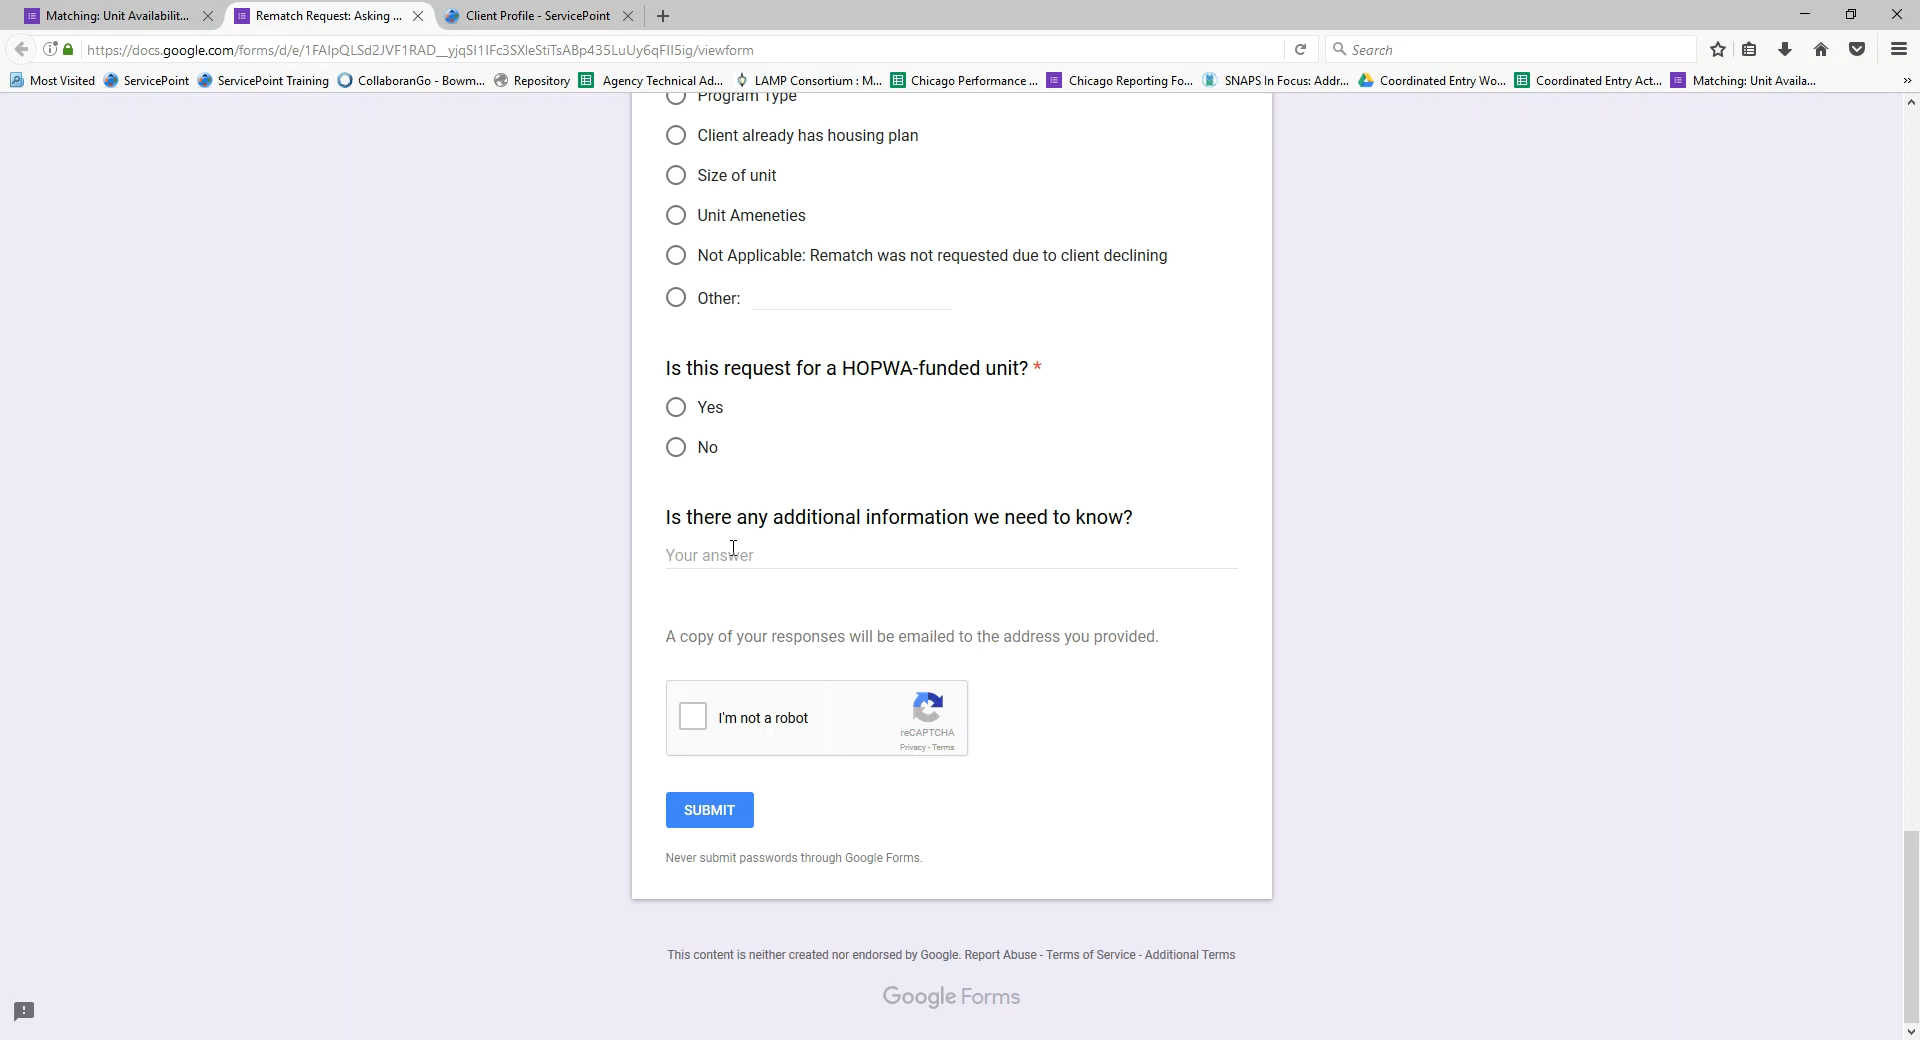 Matching: Unit Availabilit...
Rematch Request: Asking ...
Client Profile - ServicePoint
https://docs.google.com/forms/d/e/1FAIpQLSd2JVF1RAD__yjqSI1IFc3SXleStiTsABp435LuUy6qFII5ig/viewform
Search
Most Visited ServicePoint ServicePoint Training CollaboranGo - Bowm... Repository Agency Technical Ad... LAMP Consortium : M... Chicago Performance ... Chicago Reporting Fo... SNAPS In Focus: Addr... Coordinated Entry Wo... Coordinated Entry Act... Matching: Unit Availa... »
Program Type
Client already has housing plan
Size of unit
Unit Ameneties
Not Applicable: Rematch was not requested due to client declining
Other:
Is this request for a HOPWA-funded unit? *
Yes
No
Is there any additional information we need to know?
Your answer
A copy of your responses will be emailed to the address you provided.
I'm not a robot
reCAPTCHA
Privacy - Terms
SUBMIT
Never submit passwords through Google Forms.
This content is neither created nor endorsed by Google. Report Abuse - Terms of Service - Additional Terms
Google Forms